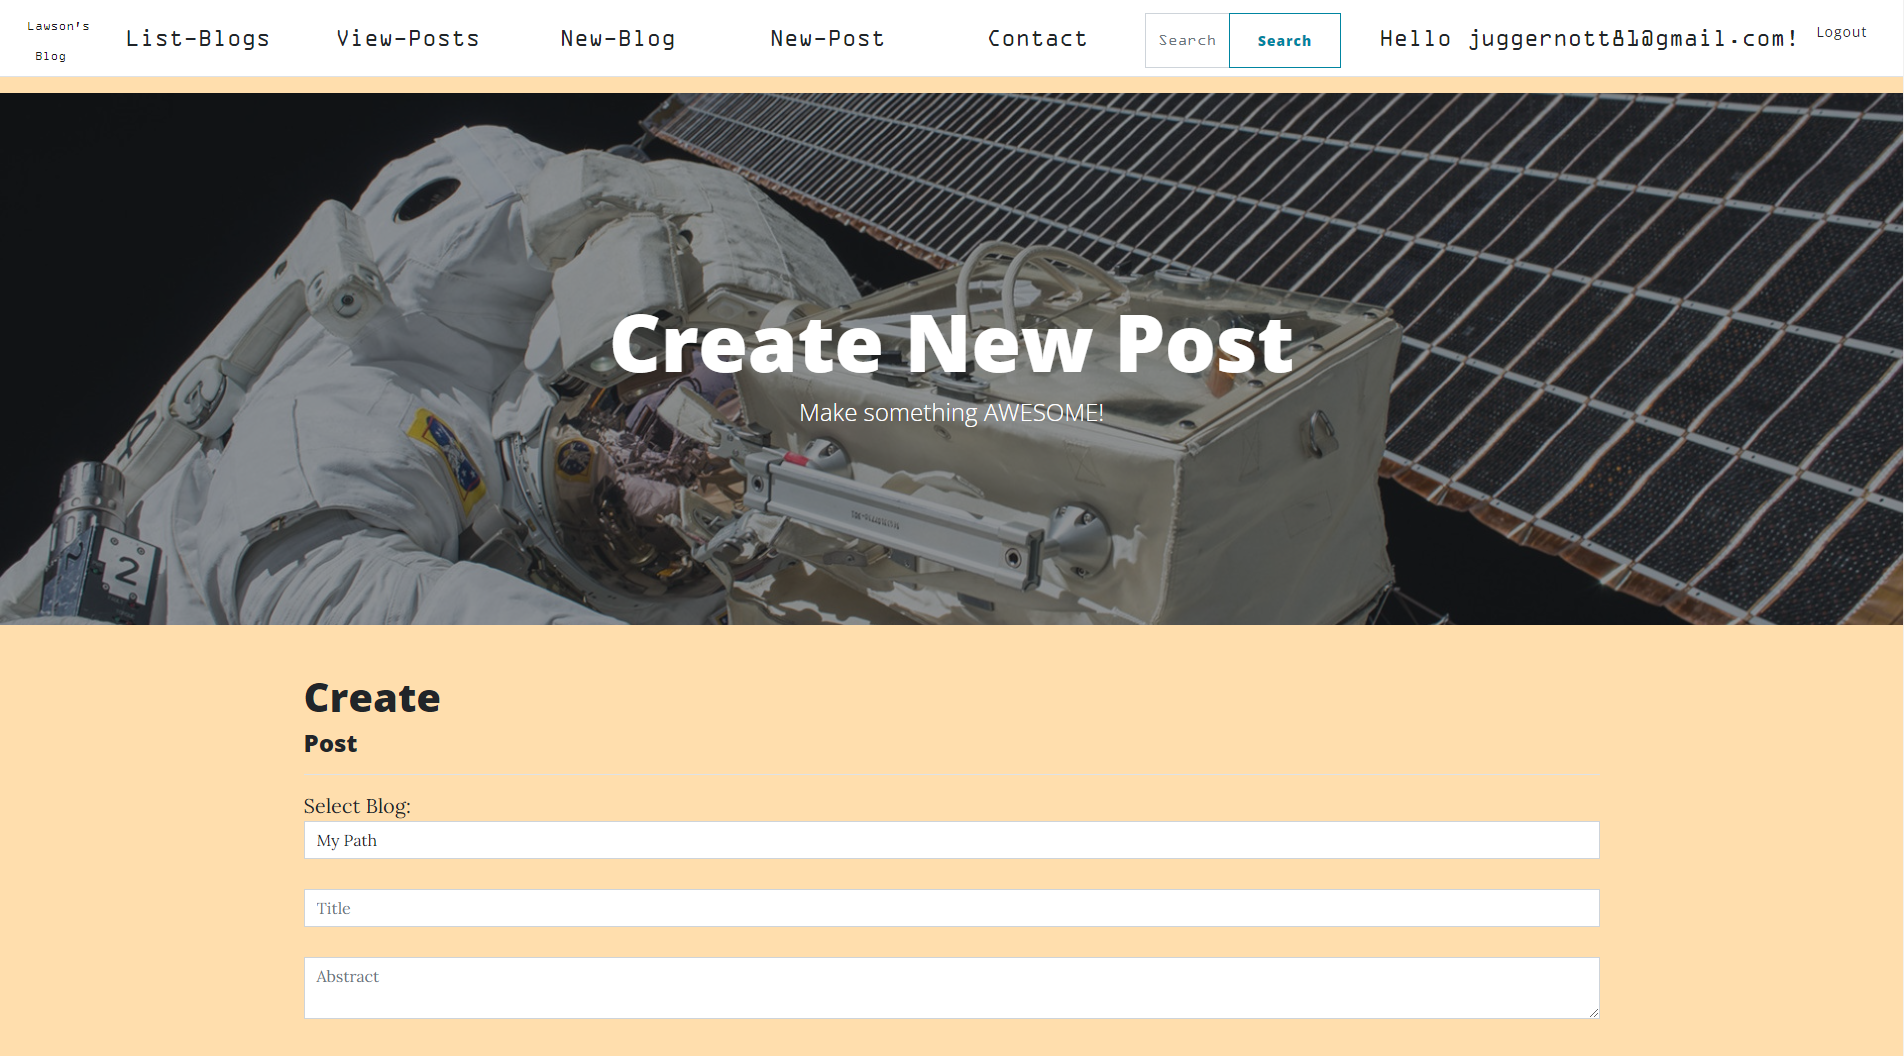 Lawson's
Blog
List-Blogs
View-Posts
New-Blog
New-Post
Contact
Search
Search
Hello juggernott81@gmail.com!
Logout
Create New Post
Make something AWESOME!
2
Create
Post
Select Blog:
My Path
Title
Abstract